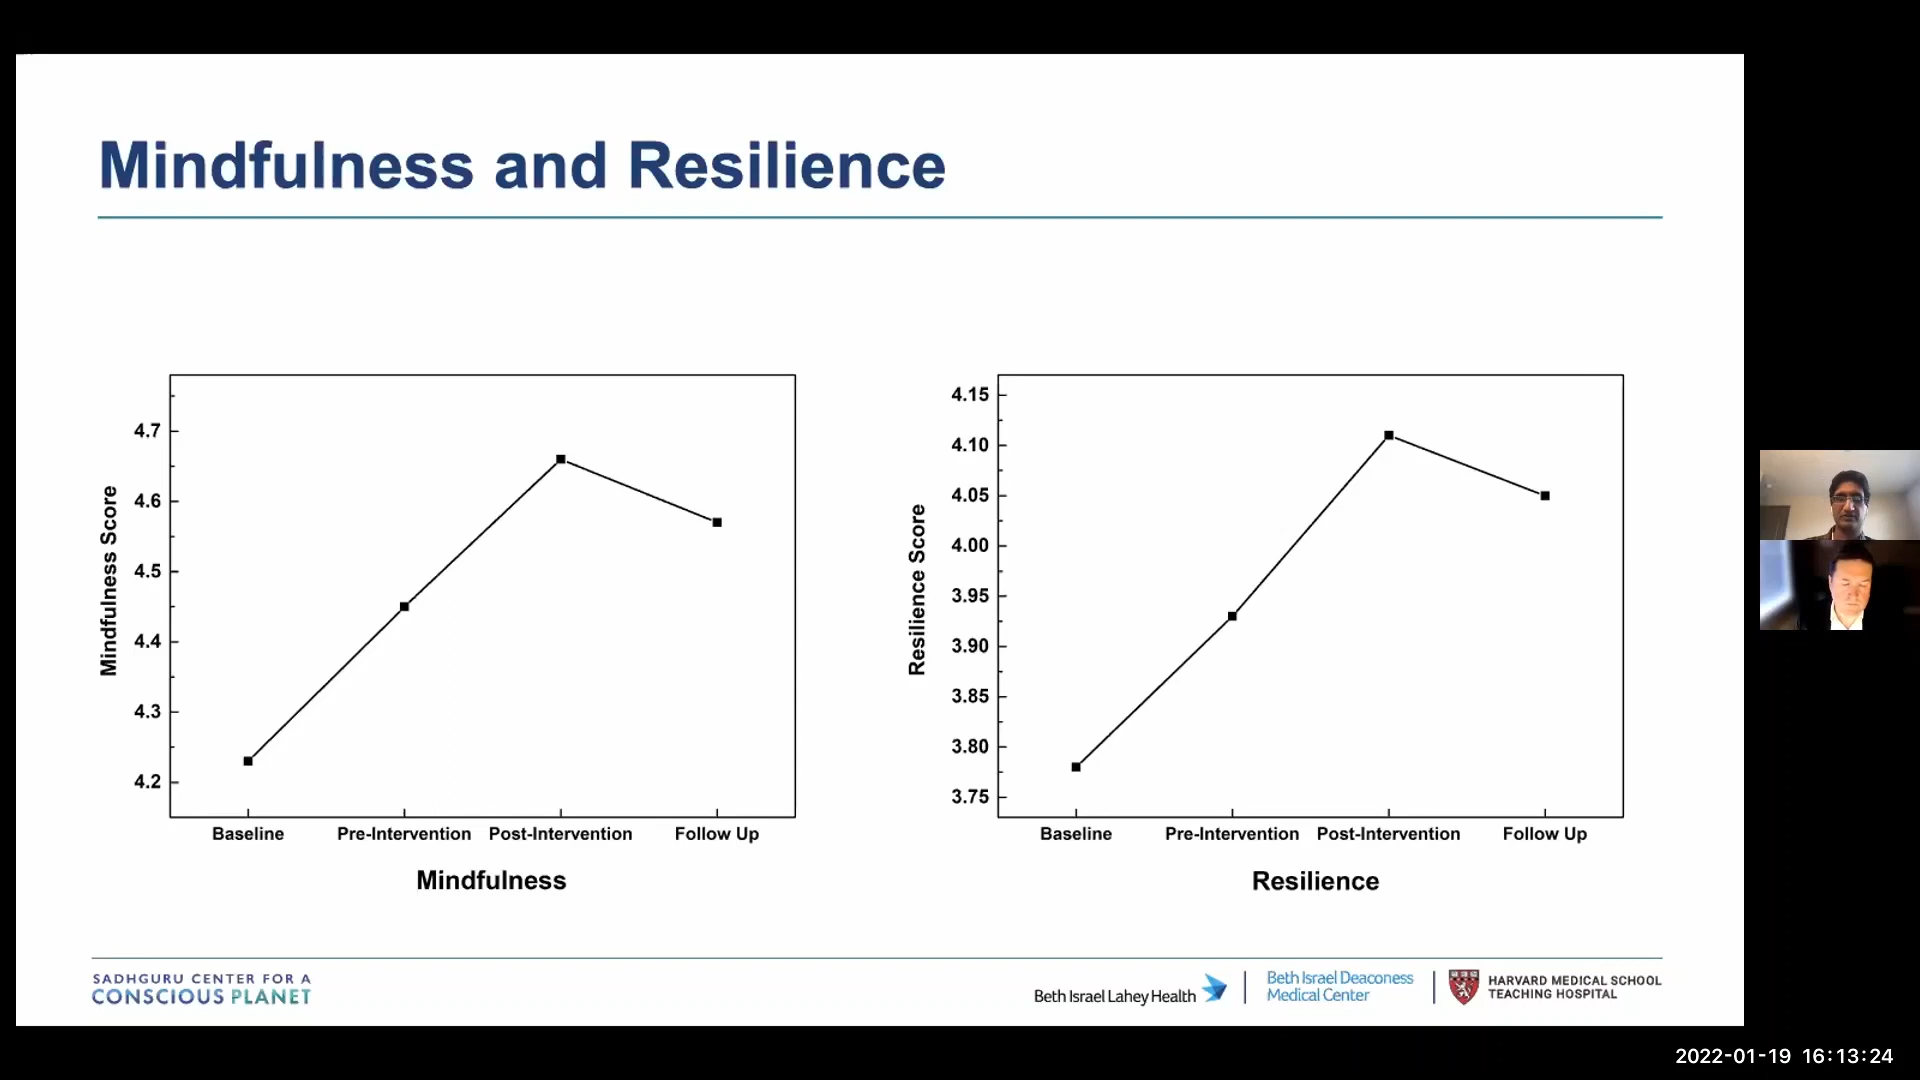 Mindfulness and Resilience
4.7
4.6
4.5
4.4
4.3
4.2
Mindfulness Score
Baseline Pre-Intervention Post-Intervention Follow Up
Mindfulness
4.15
4.10
4.05
4.00
3.95
3.90
3.85
3.80
3.75
Resilience Score
Baseline Pre-Intervention Post-Intervention Follow Up
Resilience
SADHGURU CENTER FOR A
CONSCIOUS PLANET
Beth Israel Lahey Health
Beth Israel Deaconess
Medical Center
HARVARD MEDICAL SCHOOL
TEACHING HOSPITAL
2022-01-19 16:13:24